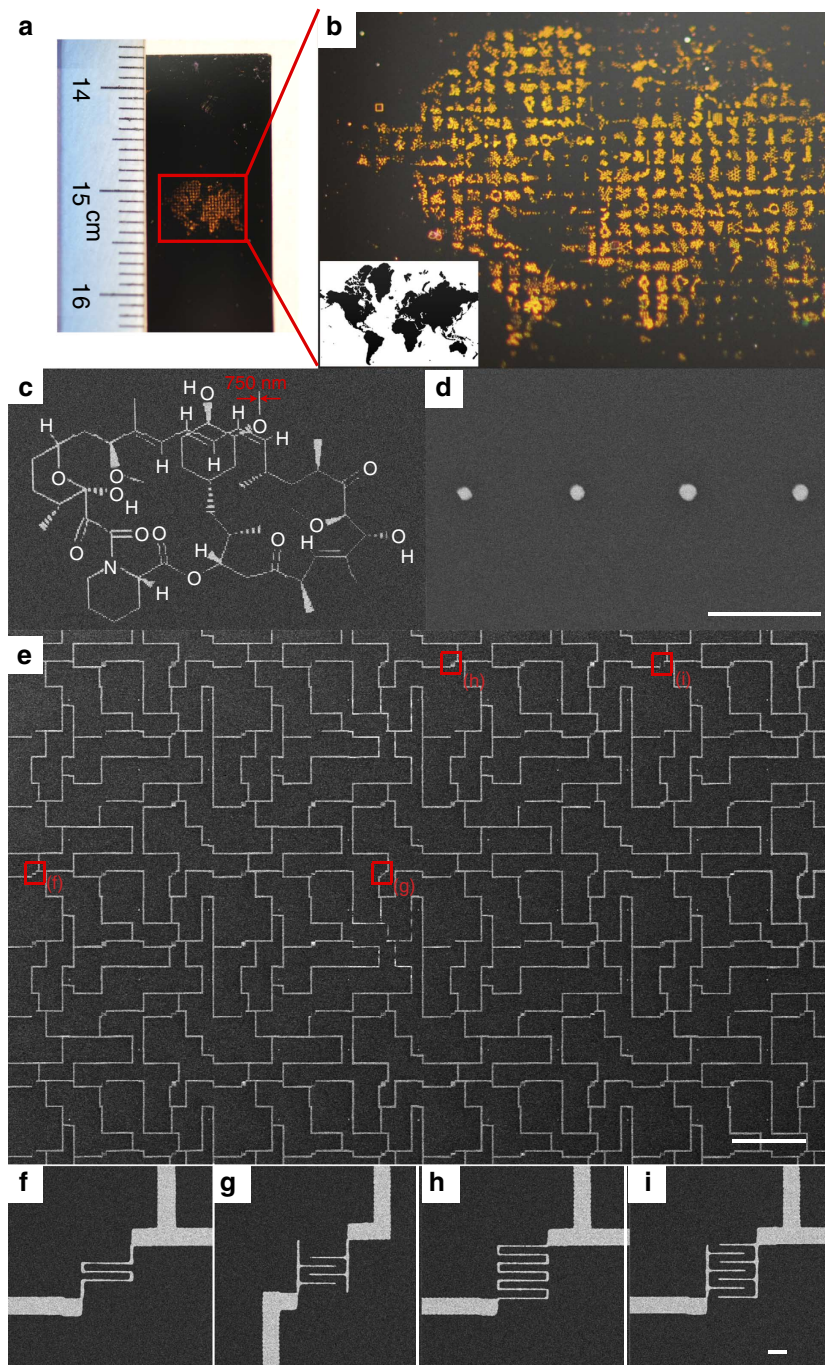 a
14
15 cm
16
b
c
750 nm
H O
H H H
H O
H
H
O O
O
O H
O
O O O
O H
O H H
H
N
O
H
d
e
(h) (i)
(f) (g)
f g h i